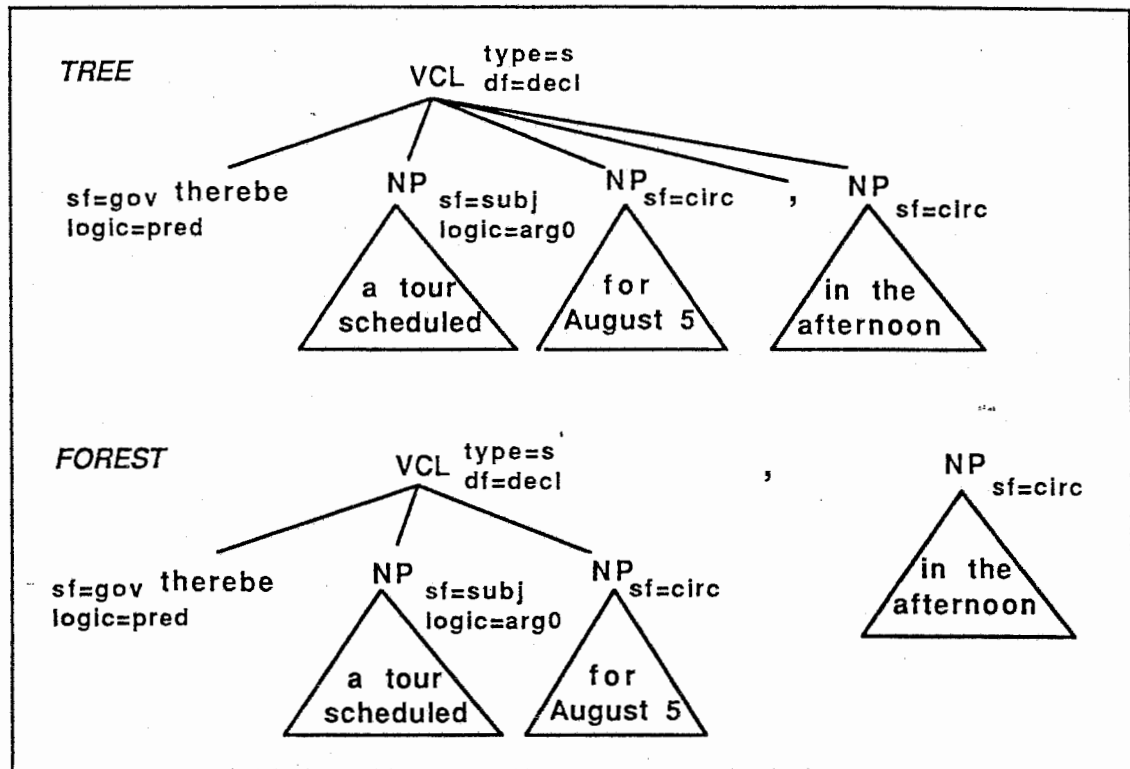 TREE
VCL type=s
df=decl
sf=gov therebe
logic=pred
NP sf=subj
logic=arg0
NP sf=circ
,
NP sf=circ
a tour
scheduled
for
August 5
in the
afternoon
FOREST
VCL type=s
df=decl
,
NP sf=circ
in the
afternoon
sf=gov therebe
logic=pred
NP sf=subj
logic=arg0
NP sf=circ
a tour
scheduled
for
August 5